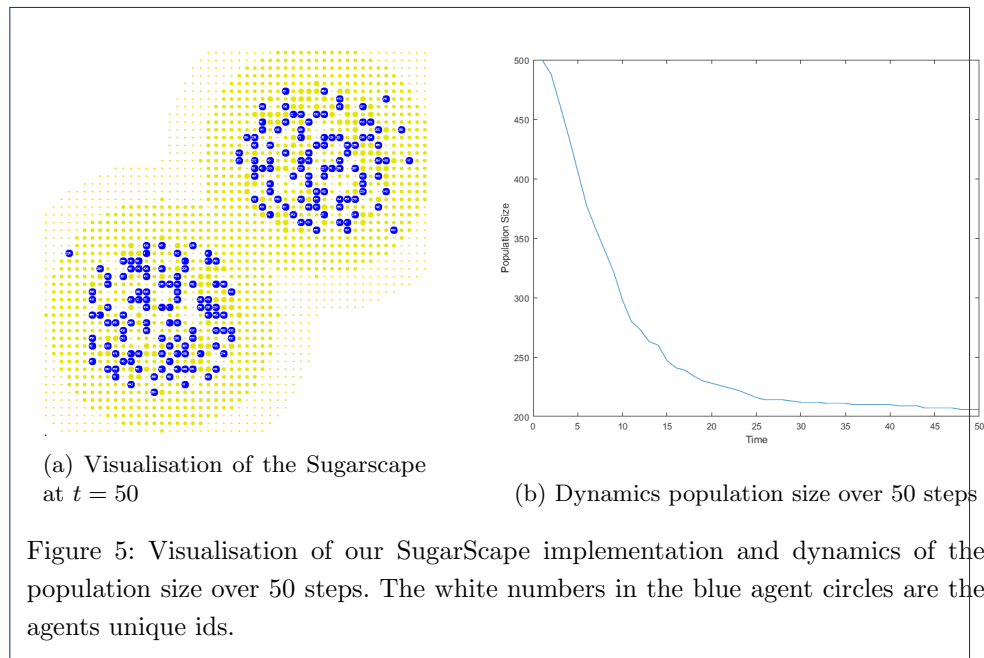 500
450
400
350
300
250
200
Population Size
0 5 10 15 20 25 30 35 40 45 50
Time
(a) Visualisation of the Sugarscape
at t = 50
(b) Dynamics population size over 50 steps
Figure 5: Visualisation of our SugarScape implementation and dynamics of the
population size over 50 steps. The white numbers in the blue agent circles are the
agents unique ids.